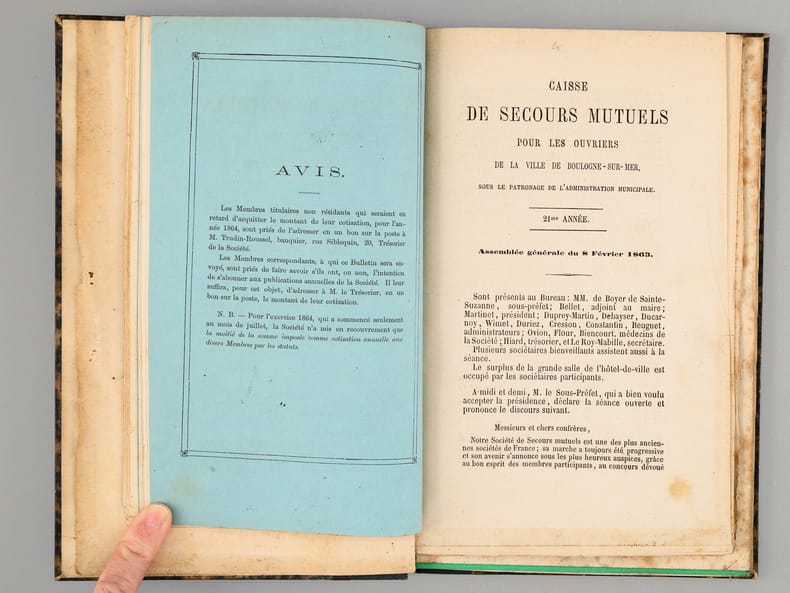 AVIS.
Les Membres titulaires non résidants qui seraient en
retard d'acquitter le montant de leur cotisation, pour l'an-
née 1864, sont priés de l'adresser en un bon sur la poste à
M. Trudin-Roussel, banquier, rue Siblequin, 20, Trésorier
de la Société.
Les Membres correspondants, à qui ce Bulletin sera en-
voyé, sont priés de faire savoir s'ils ont, ou non, l'intention
de s'abonner aux publications annuelles de la Société. Il leur
suffira, pour cet objet, d'adresser à M. le Trésorier, en un
bon sur la poste, le montant de leur cotisation.
N. B. — Pour l'exercice 1864, qui a commencé seulement
au mois de juillet, la Société n'a mis en recouvrement que
la moitié de la somme imposée comme cotisation annuelle aux
divers Membres par les statuts.
CAISSE
DE SECOURS MUTUELS
POUR LES OUVRIERS
DE LA VILLE DE BOULOGNE-SUR-MER,
SOUS LE PATRONAGE DE L'ADMINISTRATION MUNICIPALE.
21me ANNÉE.
Assemblée générale du 8 Février 1863.
Sont présents au Bureau : MM. de Boyer de Sainte-
Suzanne, sous-préfet; Bellet, adjoint au maire;
Martinet, président; Duprey-Martin, Debayser, Ducar-
noy, Wimet, Duriez, Cresson, Constantin, Beugnet,
administrateurs; Ovion, Flour, Biencourt, médecins de
la Société; Hiard, trésorier, et Le Roy-Mabille, secrétaire.
Plusieurs sociétaires bienveillants assistent aussi à la
séance.
Le surplus de la grande salle de l'hôtel-de-ville est
occupé par les sociétaires participants.
A midi et demi, M. le Sous-Préfet, qui a bien voulu
accepter la présidence, déclare la séance ouverte et
prononce le discours suivant.
Messieurs et chers confrères,
Notre Société de Secours mutuels est une des plus ancien-
nes sociétés de France; sa marche a toujours été progressive
et son avenir s'annonce sous les plus heureux auspices, grâce
au bon esprit des membres participants, au concours dévoué